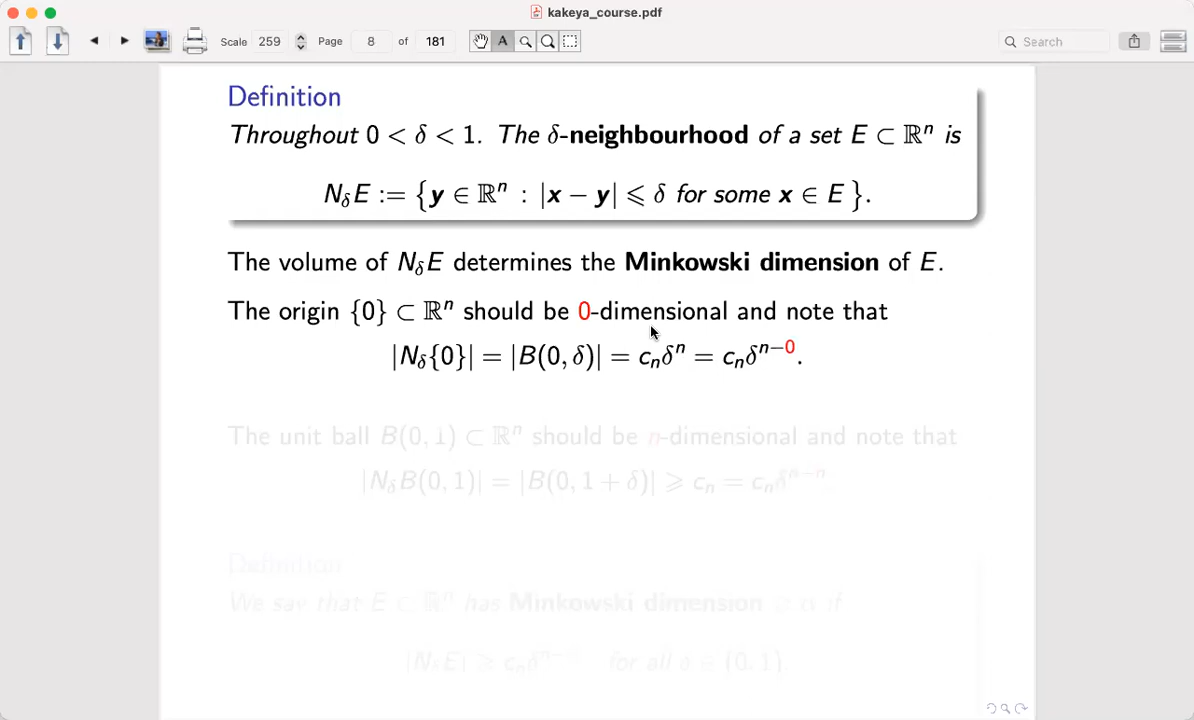 kakeya_course.pdf
Scale 259 Page 8 of 181 A Search
Definition
Throughout 0 < δ < 1. The δ-neighbourhood of a set E ⊂ ℝⁿ is
N_δE := {y ∈ ℝⁿ : |x − y| ⩽ δ for some x ∈ E}.
The volume of N_δE determines the Minkowski dimension of E.
The origin {0} ⊂ ℝⁿ should be 0-dimensional and note that
|N_δ{0}| = |B(0, δ)| = c_nδⁿ = c_nδⁿ⁻⁰.
The unit ball B(0, 1) ⊂ ℝⁿ should be n-dimensional and note that
|N_δB(0, 1)| = |B(0, 1 + δ)| ⩾ c_n = c_nδⁿ⁻ⁿ.
Definition
We say that E ⊂ ℝⁿ has Minkowski dimension if
for all